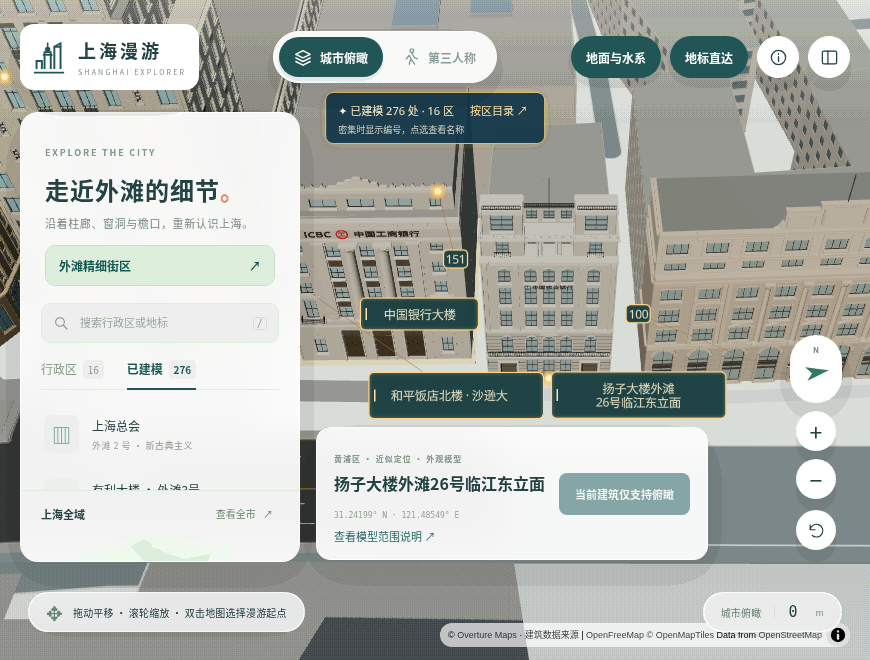 上海漫游
SHANGHAI EXPLORER
城市俯瞰
第三人称
地面与水系
地标直达
✦ 已建模 276 处 · 16 区 按区目录 ↗
密集时显示编号，点选查看名称
EXPLORE THE CITY
走近外滩的细节。
沿着柱廊、窗洞与檐口，重新认识上海。
外滩精细街区 ↗
搜索行政区或地标 /
行政区 16 已建模 276
上海总会
外滩 2 号 · 新古典主义
有利大楼 · 外滩3号
上海全域 查看全市 ↗
ICBC 中国工商银行
151
100
中国银行大楼
和平饭店北楼 · 沙逊大
扬子大楼外滩
26号临江东立面
黄浦区 · 近似定位 · 外观模型
扬子大楼外滩26号临江东立面
31.24199° N · 121.48549° E
查看模型范围说明 ↗
当前建筑仅支持俯瞰
N
+
−
拖动平移 · 滚轮缩放 · 双击地图选择漫游起点
城市俯瞰 0 m
© Overture Maps · 建筑数据来源 | OpenFreeMap © OpenMapTiles Data from OpenStreetMap